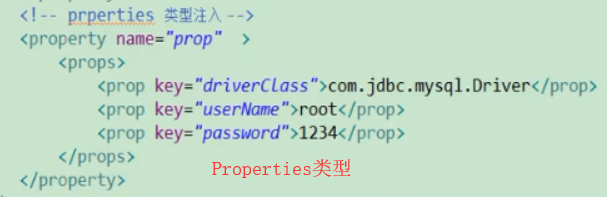 <!-- prperties 类型注入 -->
<property name="prop" >
<props>
<prop key="driverClass">com.jdbc.mysql.Driver</prop>
<prop key="userName">root</prop>
<prop key="password">1234</prop>
</props>
Properties类型
</property>